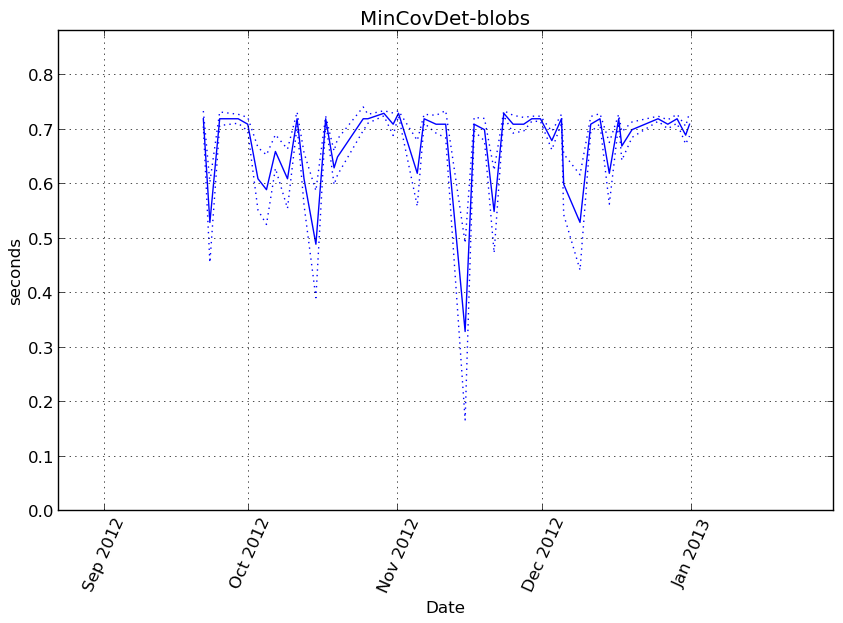 MinCovDet-blobs
0.8
0.7
0.6
0.5
0.4
0.3
0.2
0.1
0.0
seconds
Sep 2012
Oct 2012
Nov 2012
Dec 2012
Jan 2013
Date